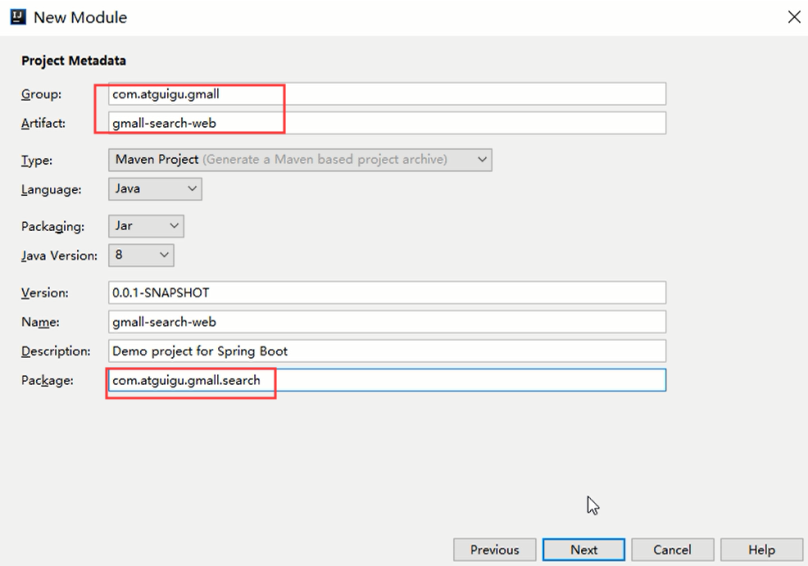 New Module
Project Metadata
Group: com.atguigu.gmall
Artifact: gmall-search-web
Type: Maven Project (Generate a Maven based project archive)
Language: Java
Packaging: Jar
Java Version: 8
Version: 0.0.1-SNAPSHOT
Name: gmall-search-web
Description: Demo project for Spring Boot
Package: com.atguigu.gmall.search
Previous Next Cancel Help